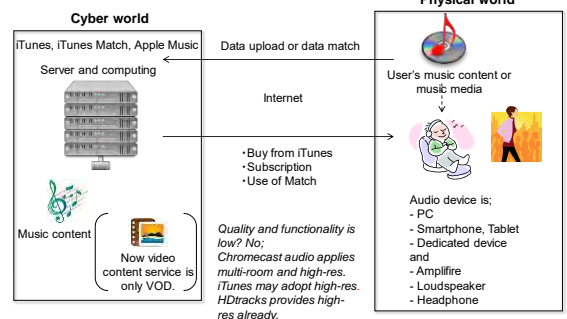 Cyber world
Physical world
iTunes, iTunes Match, Apple Music
Server and computing
Data upload or data match
Internet
・Buy from iTunes
・Subscription
・Use of Match
User's music content or
music media
Music content
Now video
content service is
only VOD.
Quality and functionality is
low? No;
Chromecast audio applies
multi-room and high-res.
iTunes may adopt high-res.
HDtracks provides high-
res already.
Audio device is;
- PC
- Smartphone, Tablet
- Dedicated device
and
- Amplifire
- Loudspeaker
- Headphone